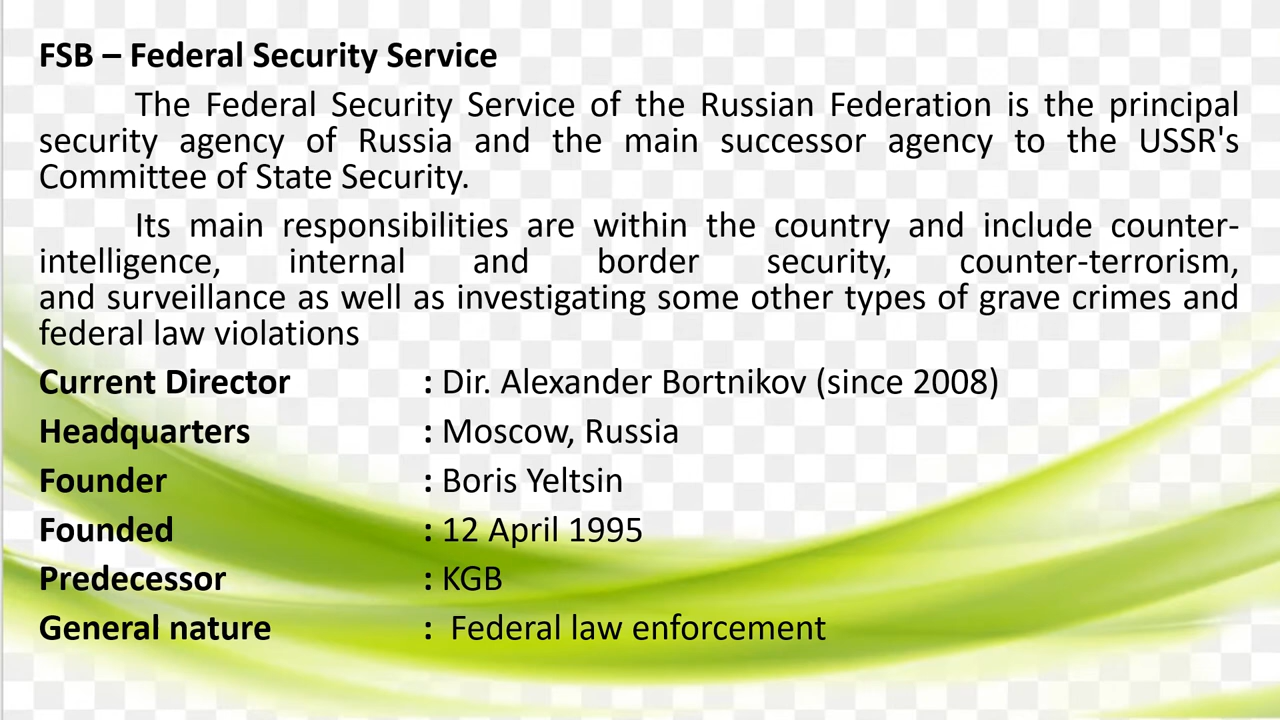 FSB – Federal Security Service
The Federal Security Service of the Russian Federation is the principal
security agency of Russia and the main successor agency to the USSR's
Committee of State Security.
Its main responsibilities are within the country and include counter-
intelligence, internal and border security, counter-terrorism,
and surveillance as well as investigating some other types of grave crimes and
federal law violations
Current Director : Dir. Alexander Bortnikov (since 2008)
Headquarters : Moscow, Russia
Founder : Boris Yeltsin
Founded : 12 April 1995
Predecessor : KGB
General nature : Federal law enforcement